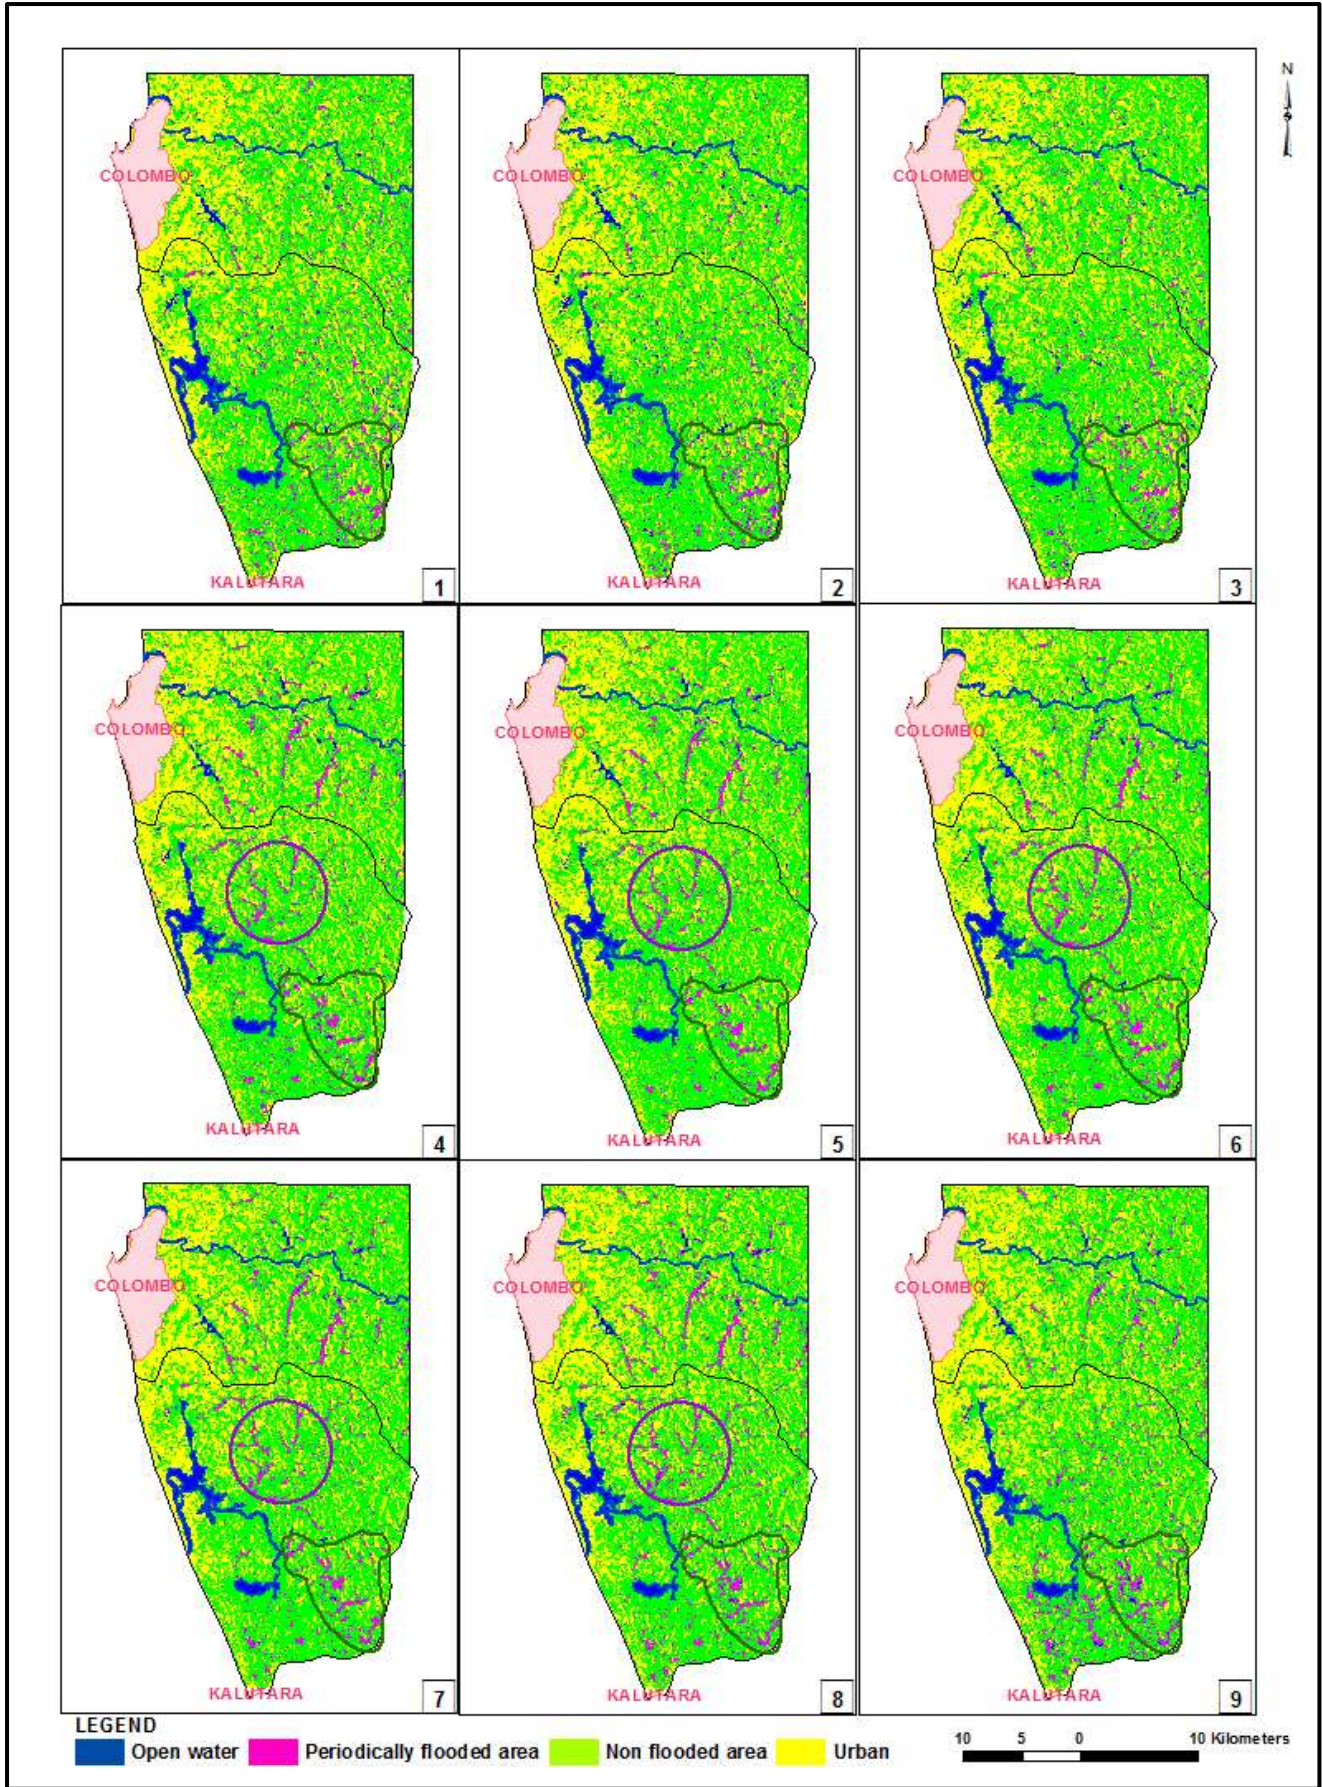 N
COLOMBO COLOMBO COLOMBO
KALUTARA KALUTARA KALUTARA
1 2 3
COLOMBO COLOMBO COLOMBO
KALUTARA KALUTARA KALUTARA
4 5 6
COLOMBO COLOMBO COLOMBO
KALUTARA KALUTARA KALUTARA
7 8 9
LEGEND
Open water Periodically flooded area Non flooded area Urban
10 5 0 10 Kilometers